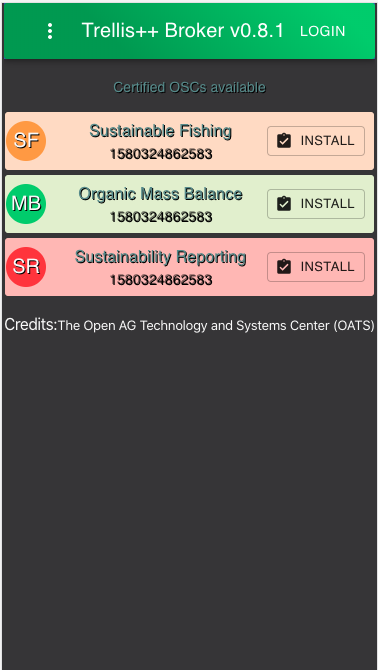 Trellis++ Broker v0.8.1 LOGIN
Certified OSCs available
SF Sustainable Fishing INSTALL
1580324862583
MB Organic Mass Balance INSTALL
1580324862583
SR Sustainability Reporting INSTALL
1580324862583
Credits:The Open AG Technology and Systems Center (OATS)